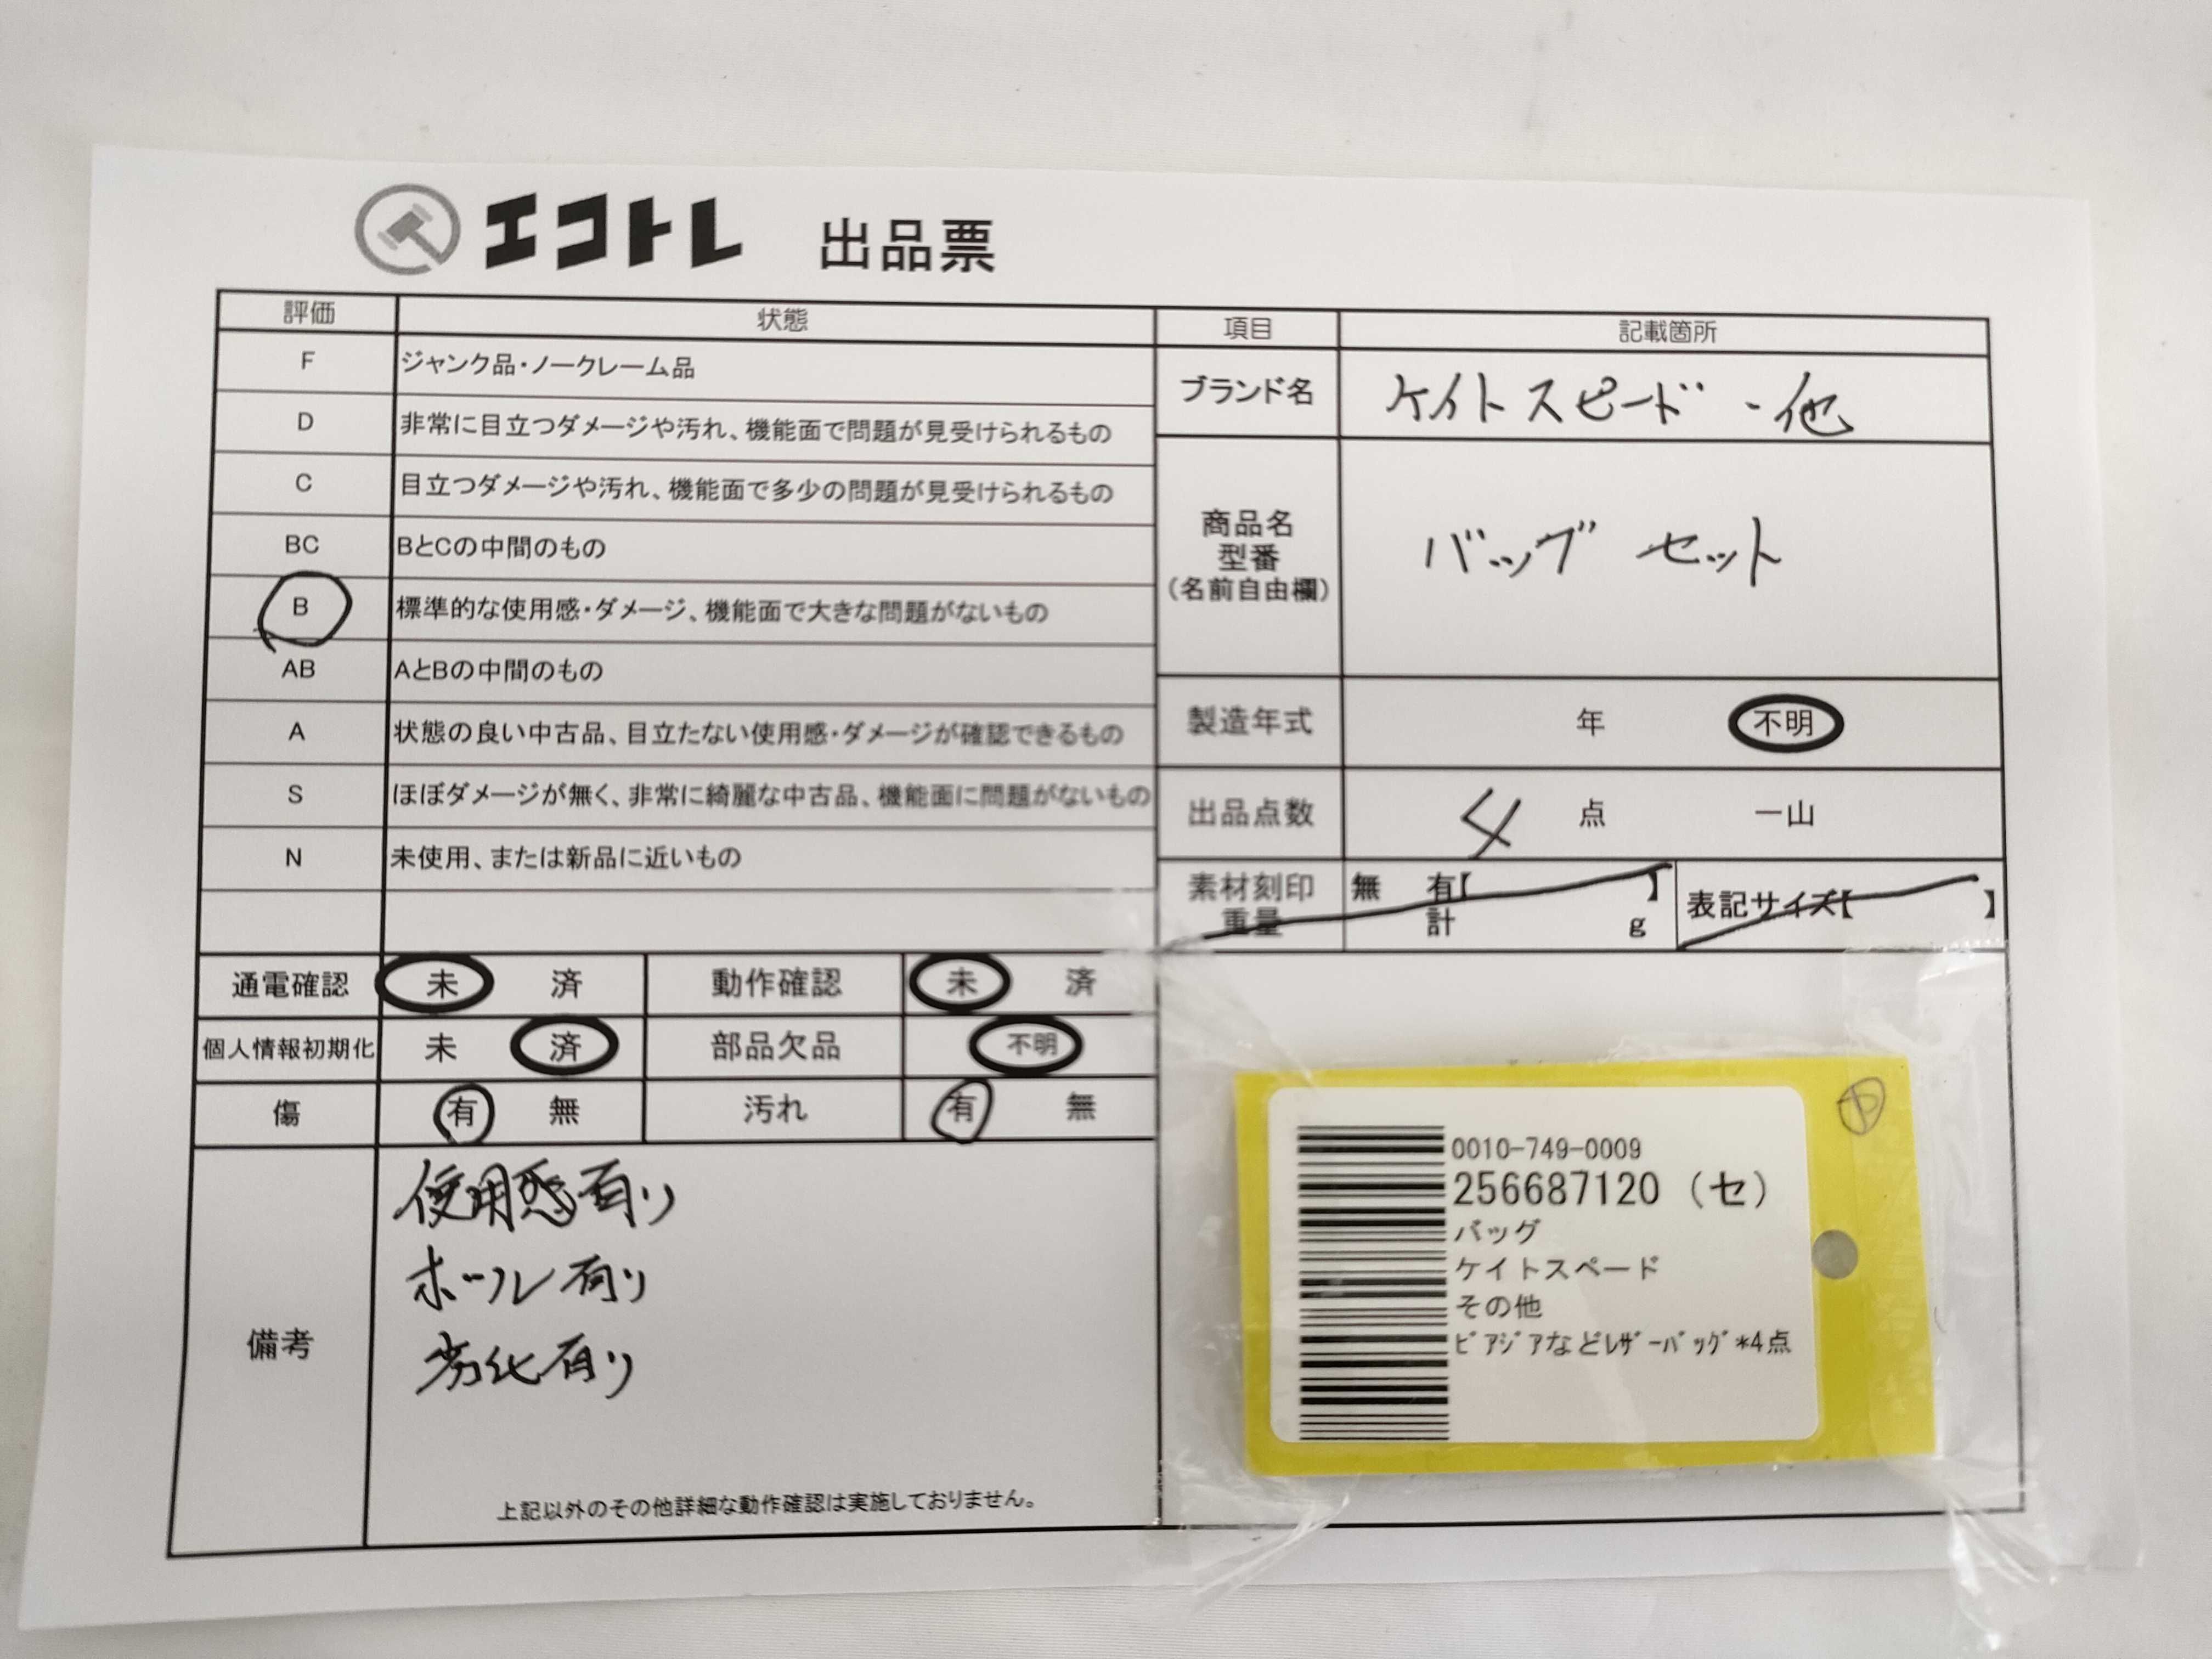 エコトレ 出品票
評価 状態
F ジャンク品・ノークレーム品
D 非常に目立つダメージや汚れ、機能面で問題が見受けられるもの
C 目立つダメージや汚れ、機能面で多少の問題が見受けられるもの
BC BとCの中間のもの
B 標準的な使用感・ダメージ、機能面で大きな問題がないもの
AB AとBの中間のもの
A 状態の良い中古品、目立たない使用感・ダメージが確認できるもの
S ほぼダメージが無く、非常に綺麗な中古品、機能面に問題がないもの
N 未使用、または新品に近いもの
項目 記載箇所
ブランド名 ケイトスピード・他
商品名
型番
(名前自由欄)
バッグ セット
製造年式 年 不明
出品点数 4 点 一山
素材刻印 無 有【 】
重量 計 g
表記サイズ【 】
通電確認 未 済 動作確認 未 済
個人情報初期化 未 済 部品欠品 不明
傷 有 無 汚れ 有 無
備考
使用感有り
ホール有り
劣化有り
上記以外のその他詳細な動作確認は実施しておりません。
0010-749-0009
256687120 (セ)
バッグ
ケイトスペード
その他
ﾋﾞｱｼﾞｱなどﾚｻﾞｰﾊﾞｯｸﾞ*4点